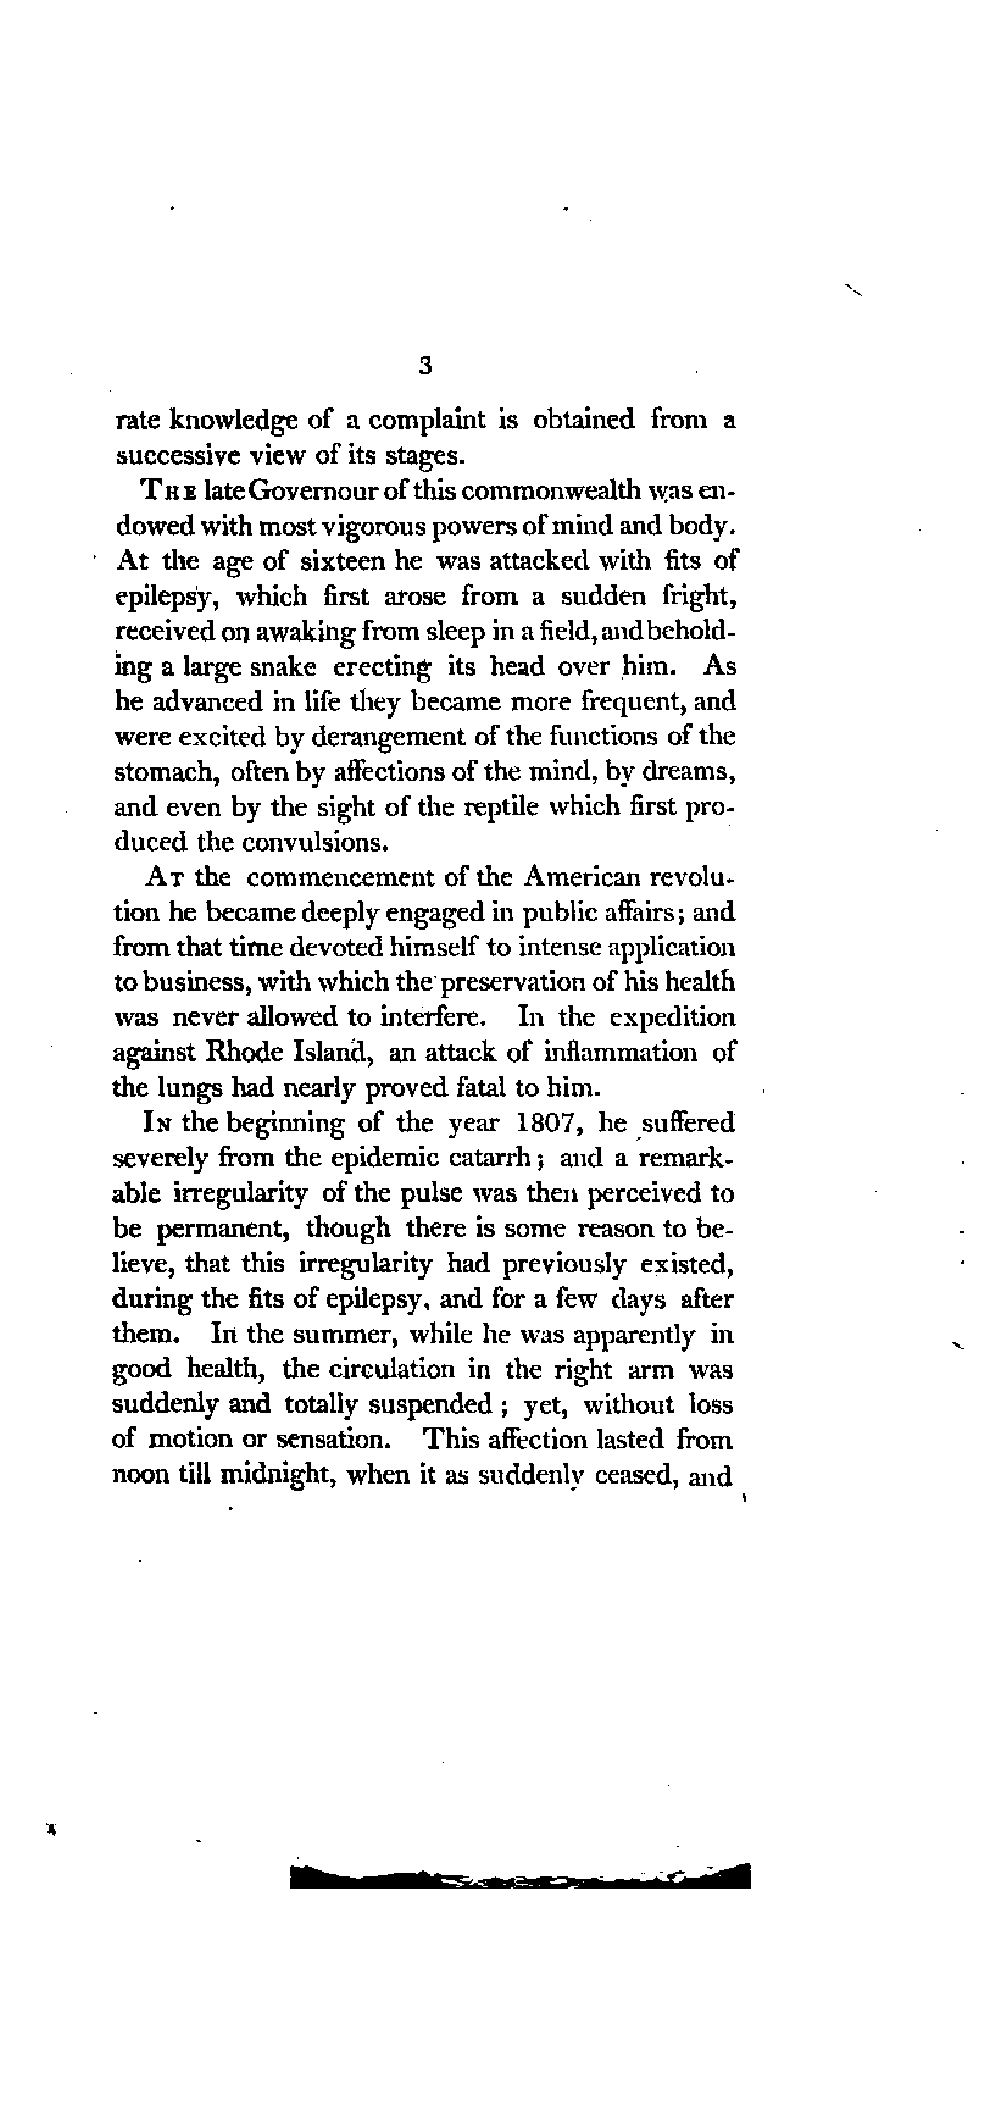 3
rate knowledge of a complaint is obtained from a
successive view of its stages.
THE late Governour of this commonwealth was en-
dowed with most vigorous powers of mind and body.
At the age of sixteen he was attacked with fits of
epilepsy, which first arose from a sudden fright,
received on awaking from sleep in a field, and behold-
ing a large snake erecting its head over him. As
he advanced in life they became more frequent, and
were excited by derangement of the functions of the
stomach, often by affections of the mind, by dreams,
and even by the sight of the reptile which first pro-
duced the convulsions.
AT the commencement of the American revolu-
tion he became deeply engaged in public affairs; and
from that time devoted himself to intense application
to business, with which the preservation of his health
was never allowed to interfere. In the expedition
against Rhode Island, an attack of inflammation of
the lungs had nearly proved fatal to him.
IN the beginning of the year 1807, he suffered
severely from the epidemic catarrh; and a remark-
able irregularity of the pulse was then perceived to
be permanent, though there is some reason to be-
lieve, that this irregularity had previously existed,
during the fits of epilepsy, and for a few days after
them. In the summer, while he was apparently in
good health, the circulation in the right arm was
suddenly and totally suspended; yet, without loss
of motion or sensation. This affection lasted from
noon till midnight, when it as suddenly ceased, and